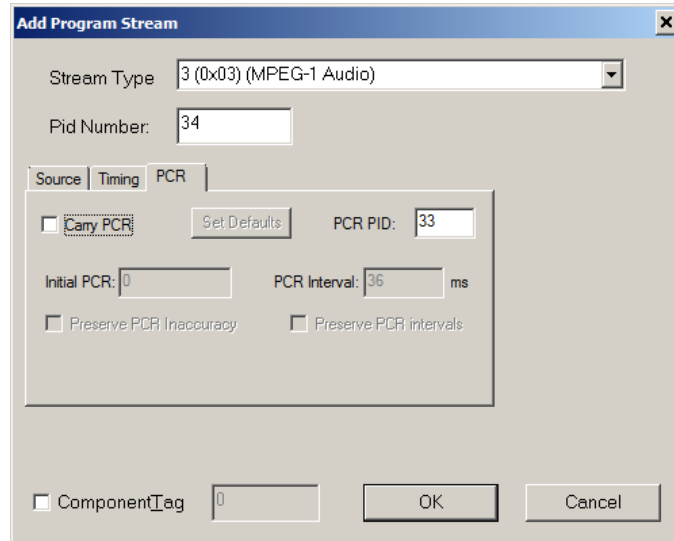 Add Program Stream
Stream Type 3 (0x03) (MPEG-1 Audio)
Pid Number: 34
Source Timing PCR
Carry PCR Set Defaults PCR PID: 33
Initial PCR: 0 PCR Interval: 36 ms
Preserve PCR Inaccuracy Preserve PCR intervals
ComponentTag 0 OK Cancel